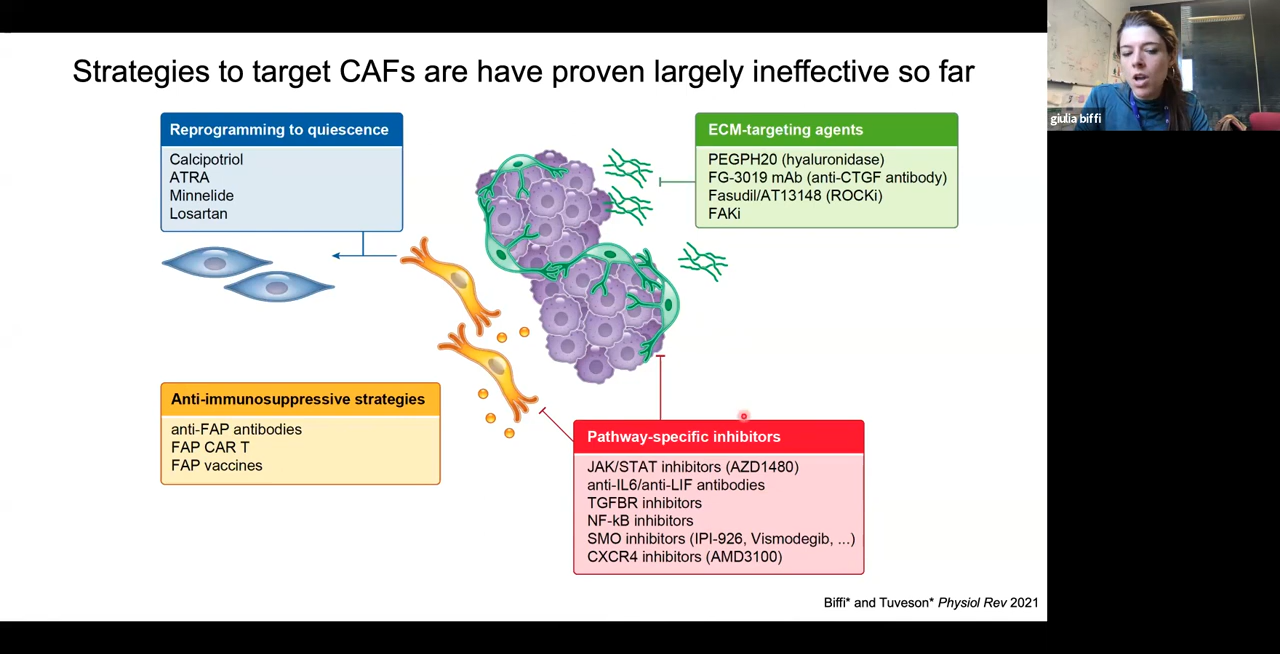 Strategies to target CAFs are have proven largely ineffective so far
giulia biffi
Reprogramming to quiescence
Calcipotriol
ATRA
Minnelide
Losartan
ECM-targeting agents
PEGPH20 (hyaluronidase)
FG-3019 mAb (anti-CTGF antibody)
Fasudil/AT13148 (ROCKi)
FAKi
Anti-immunosuppressive strategies
anti-FAP antibodies
FAP CAR T
FAP vaccines
Pathway-specific inhibitors
JAK/STAT inhibitors (AZD1480)
anti-IL6/anti-LIF antibodies
TGFBR inhibitors
NF-kB inhibitors
SMO inhibitors (IPI-926, Vismodegib, ...)
CXCR4 inhibitors (AMD3100)
Biffi* and Tuveson* Physiol Rev 2021